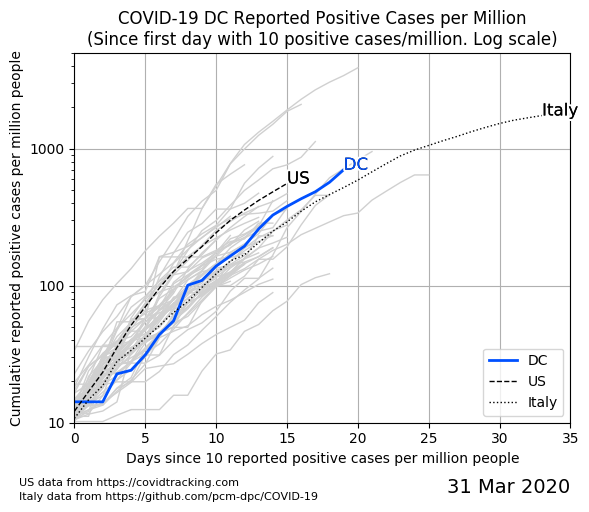 COVID-19 DC Reported Positive Cases per Million
(Since first day with 10 positive cases/million. Log scale)
Cumulative reported positive cases per million people
1000
100
10
Italy
DC
US
DC
US
Italy
0 5 10 15 20 25 30 35
Days since 10 reported positive cases per million people
US data from https://covidtracking.com
Italy data from https://github.com/pcm-dpc/COVID-19
31 Mar 2020